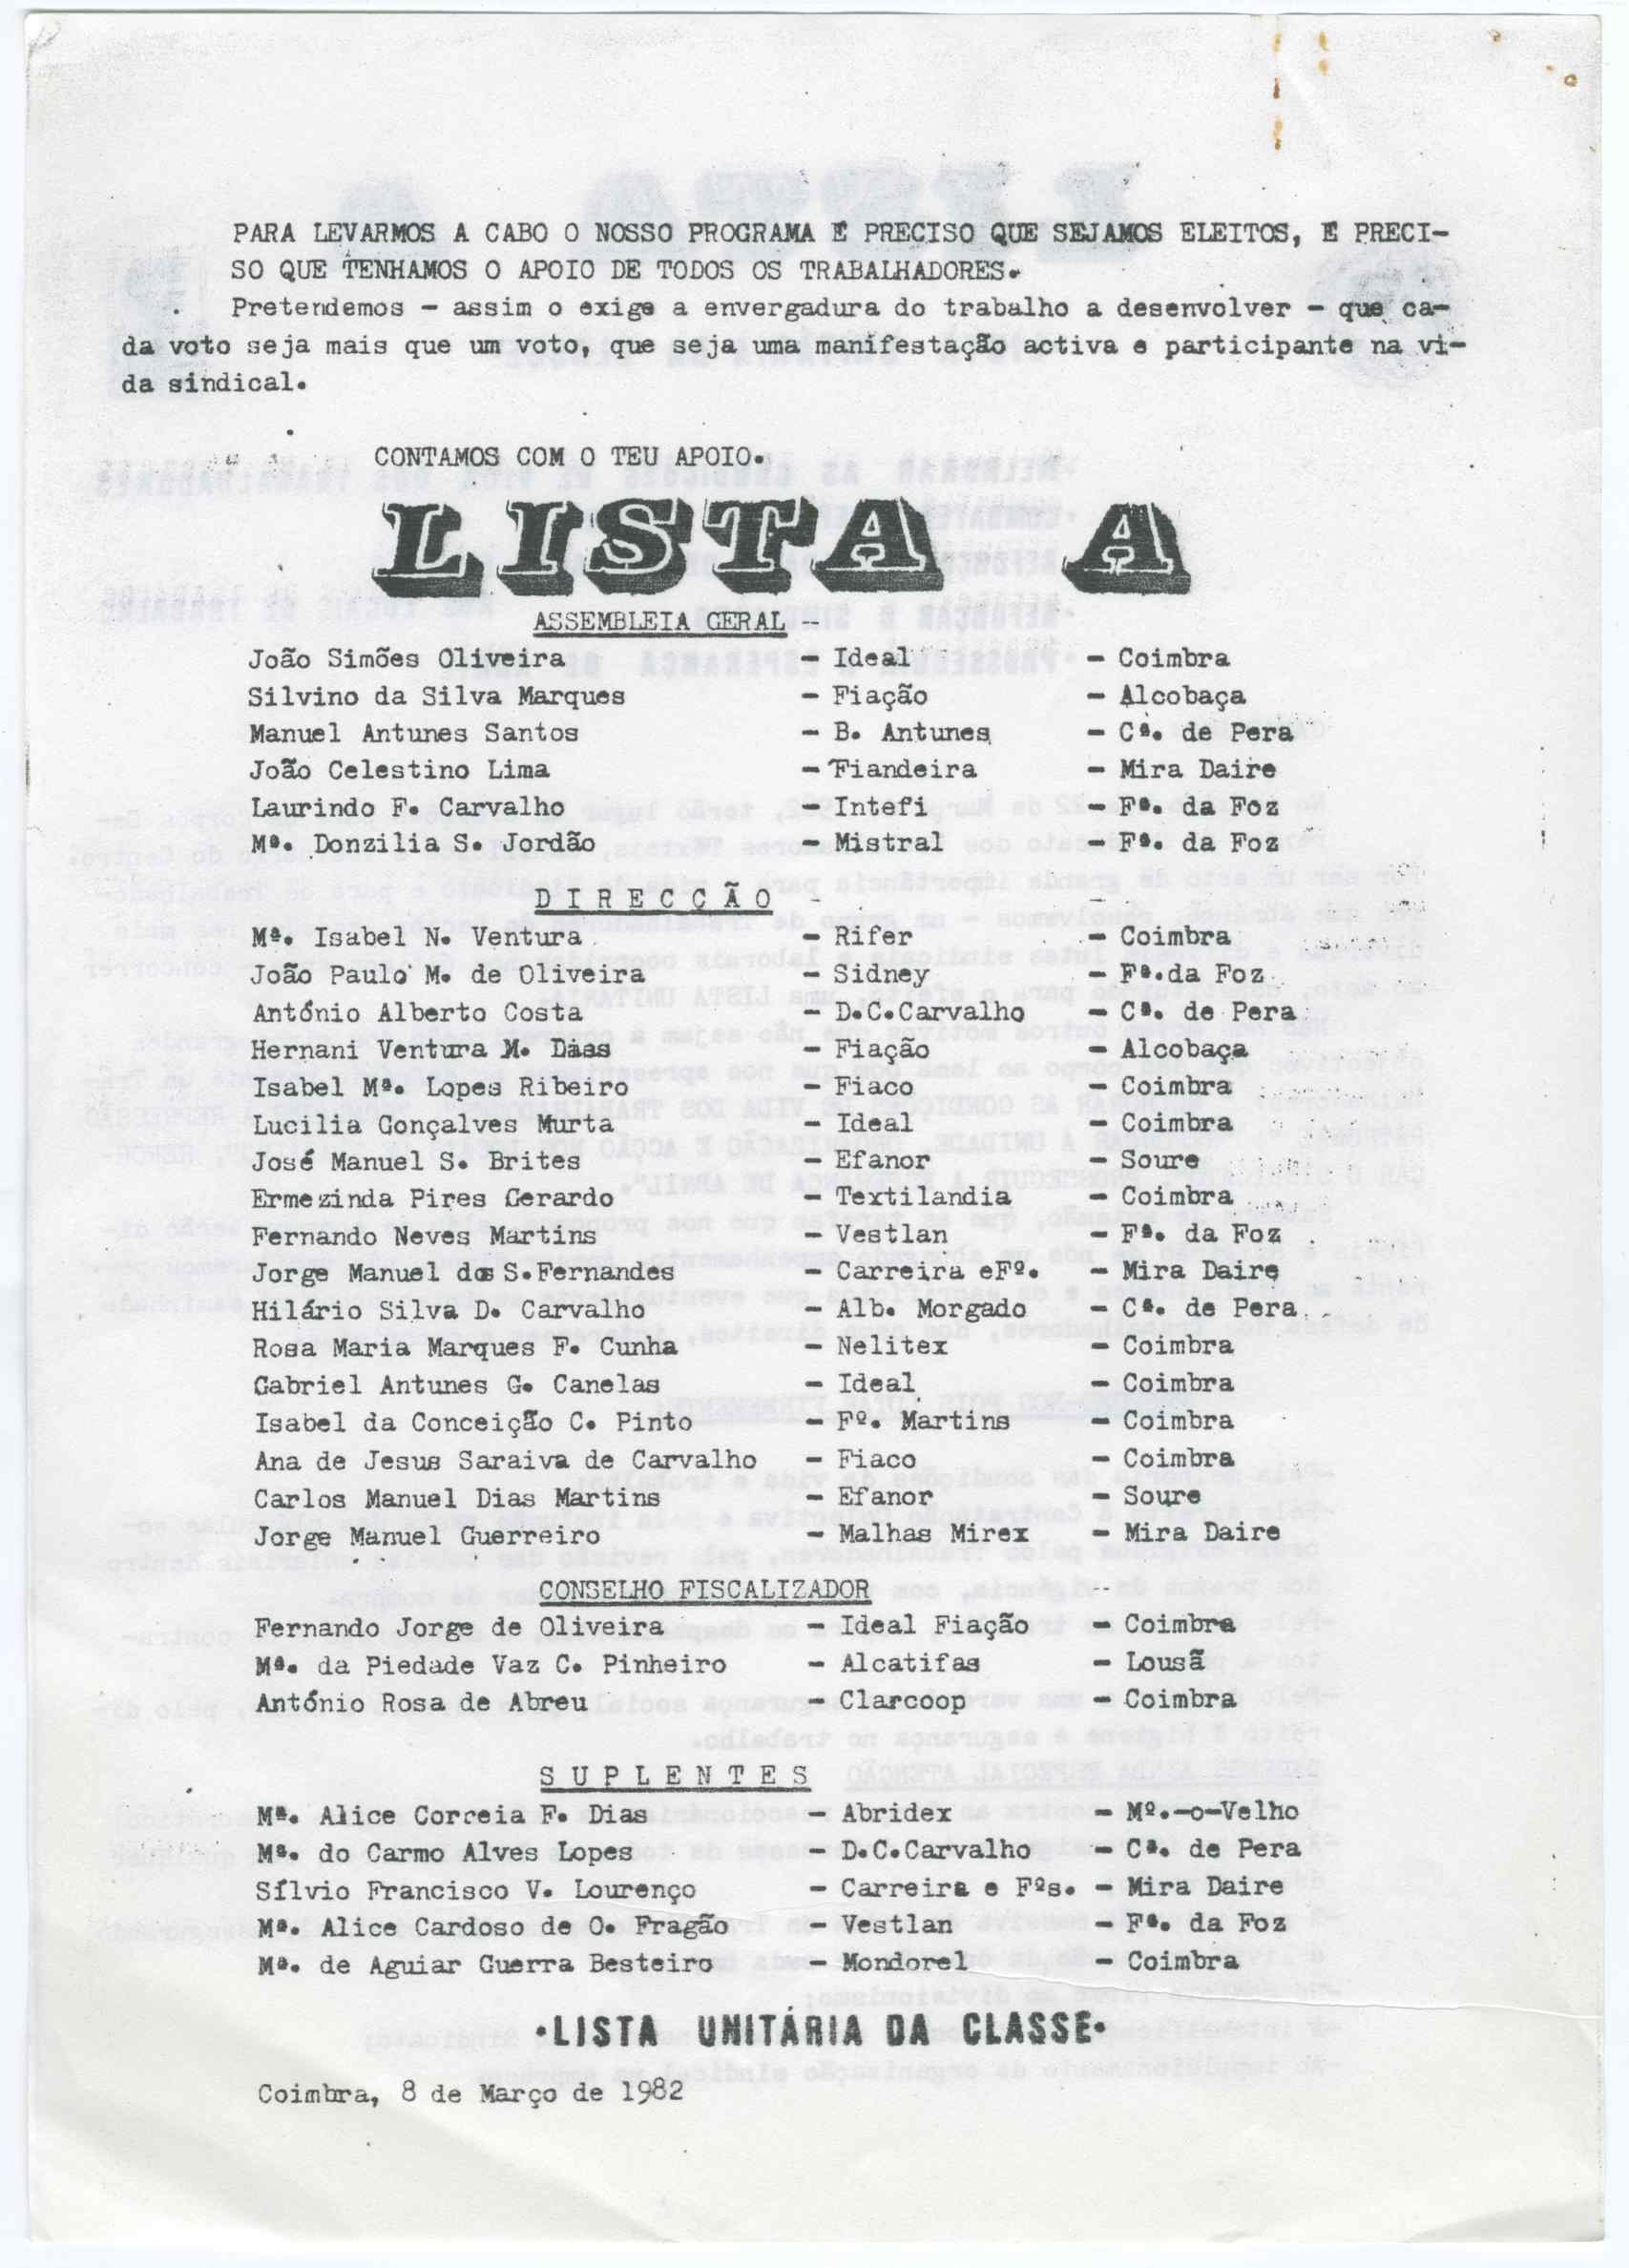 PARA LEVARMOS A CABO O NOSSO PROGRAMA É PRECISO QUE SEJAMOS ELEITOS, É PRECI-
SO QUE TENHAMOS O APOIO DE TODOS OS TRABALHADORES.
Pretendemos - assim o exige a envergadura do trabalho a desenvolver - que ca-
da voto seja mais que um voto, que seja uma manifestação activa e participante na vi-
da sindical.
CONTAMOS COM O TEU APOIO.
LISTA A
ASSEMBLEIA GERAL --
João Simões Oliveira - Ideal - Coimbra
Silvino da Silva Marques - Fiação - Alcobaça
Manuel Antunes Santos - B. Antunes - Cª. de Pera
João Celestino Lima - Fiandeira - Mira Daire
Laurindo F. Carvalho - Intefi - Fª. da Foz
Mª. Donzilia S. Jordão - Mistral - Fª. da Foz
D I R E C Ç Ã O -
Mª. Isabel N. Ventura - Rifer - Coimbra
João Paulo M. de Oliveira - Sidney - Fª.da Foz
António Alberto Costa - D.C.Carvalho - Cª. de Pera
Hernani Ventura M. Dias - Fiação - Alcobaça
Isabel Mª. Lopes Ribeiro - Fiaco - Coimbra
Lucilia Gonçalves Murta - Ideal - Coimbra
José Manuel S. Brites - Efanor - Soure
Ermezinda Pires Gerardo - Textilandia - Coimbra
Fernando Neves Martins - Vestlan - Fª. da Foz
Jorge Manuel dos S.Fernandes - Carreira eFº. - Mira Daire
Hilário Silva D. Carvalho - Alb. Morgado - Cª. de Pera
Rosa Maria Marques F. Cunha - Nelitex - Coimbra
Gabriel Antunes G. Canelas - Ideal - Coimbra
Isabel da Conceição C. Pinto - Fº. Martins - Coimbra
Ana de Jesus Saraiva de Carvalho - Fiaco - Coimbra
Carlos Manuel Dias Martins - Efanor - Soure
Jorge Manuel Guerreiro - Malhas Mirex - Mira Daire
CONSELHO FISCALIZADOR --
Fernando Jorge de Oliveira - Ideal Fiação - Coimbra
Mª. da Piedade Vaz C. Pinheiro - Alcatifas - Lousã
António Rosa de Abreu - Clarcoop - Coimbra
S U P L E N T E S
Mª. Alice Correia F. Dias - Abridex - Mº.-o-Velho
Mª. do Carmo Alves Lopes - D.C.Carvalho - Cª. de Pera
Sílvio Francisco V. Lourenço - Carreira e Fºs. - Mira Daire
Mª. Alice Cardoso de O. Fragão - Vestlan - Fª. da Foz
Mª. de Aguiar Guerra Besteiro - Mondorel - Coimbra
•LISTA UNITÁRIA DA CLASSE•
Coimbra, 8 de Março de 1982